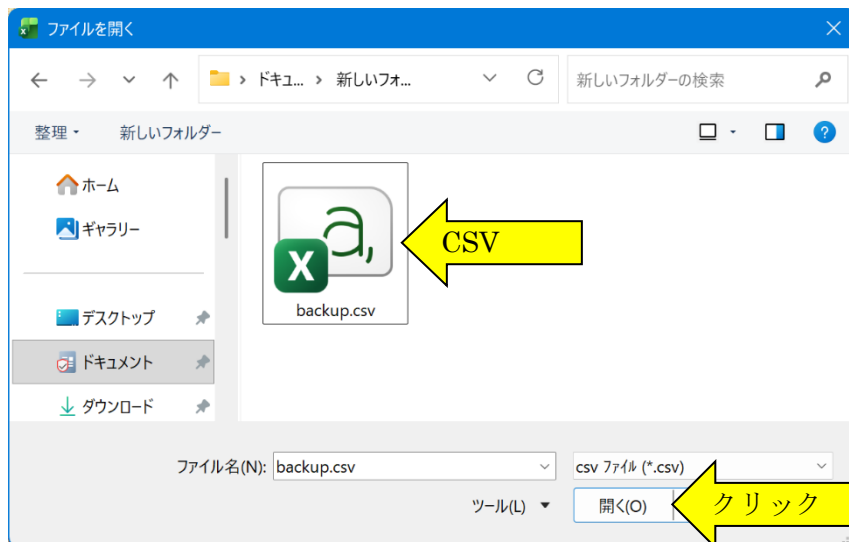 ファイルを開く
ドキュ... › 新しいフォ...
新しいフォルダーの検索
整理
新しいフォルダー
ホーム
ギャラリー
デスクトップ
ドキュメント
ダウンロード
a,
X
backup.csv
CSV
ファイル名(N): backup.csv
csv ファイル (*.csv)
ツール(L)
開く(O)
クリック